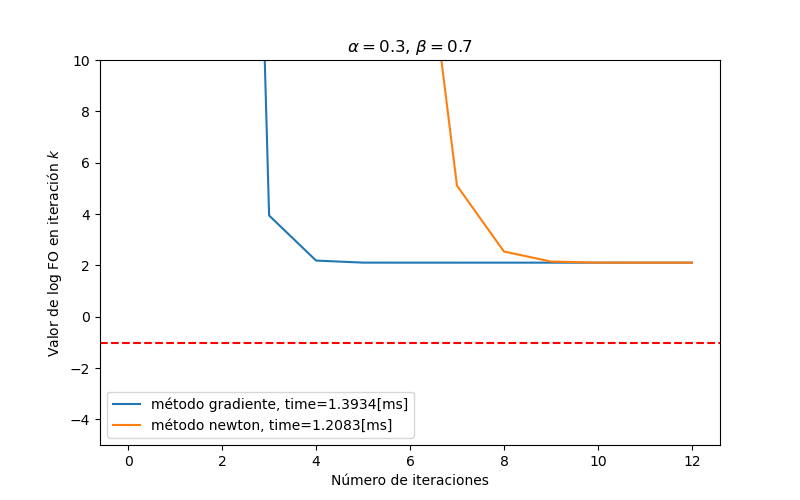 α = 0.3, β = 0.7
Valor de log FO en iteración k
10
8
6
4
2
0
−2
−4
método gradiente, time=1.3934[ms]
método newton, time=1.2083[ms]
0 2 4 6 8 10 12
Número de iteraciones